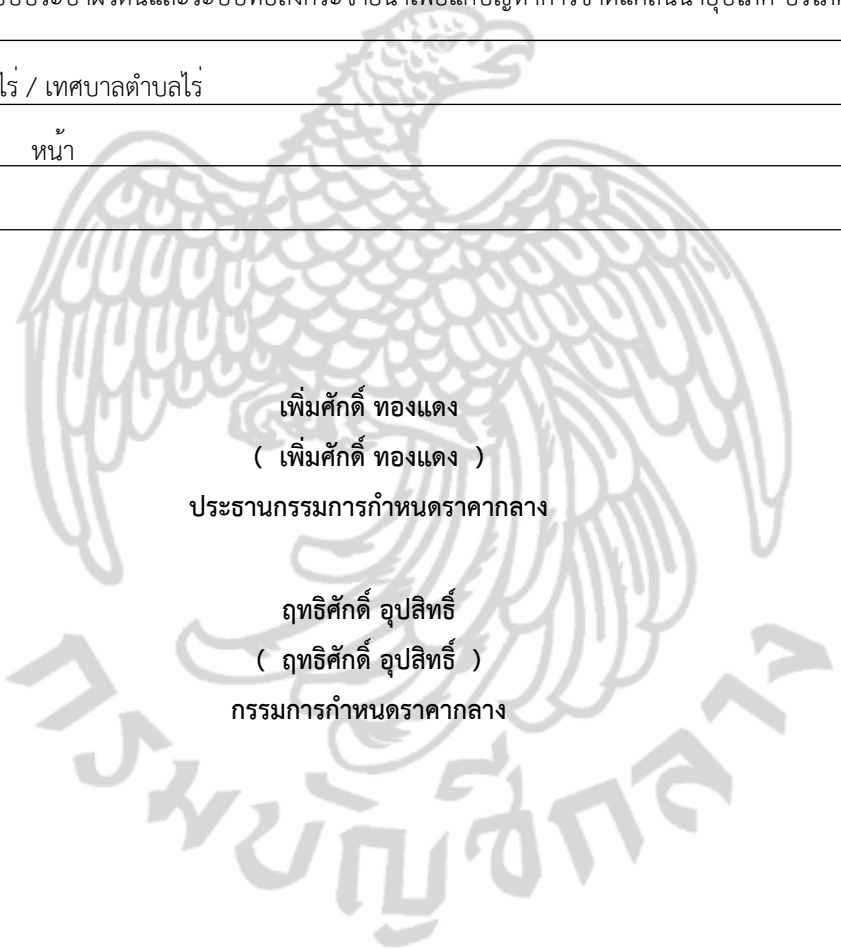 ไร่ / เทศบาลตำบลไร่
หน้า
เพิ่มศักดิ์ ทองแดง
( เพิ่มศักดิ์ ทองแดง )
ประธานกรรมการกำหนดราคากลาง
ฤทธิศักดิ์ อุปสิทธิ์
( ฤทธิศักดิ์ อุปสิทธิ์ )
กรรมการกำหนดราคากลาง
กรมบัญชีกลาง